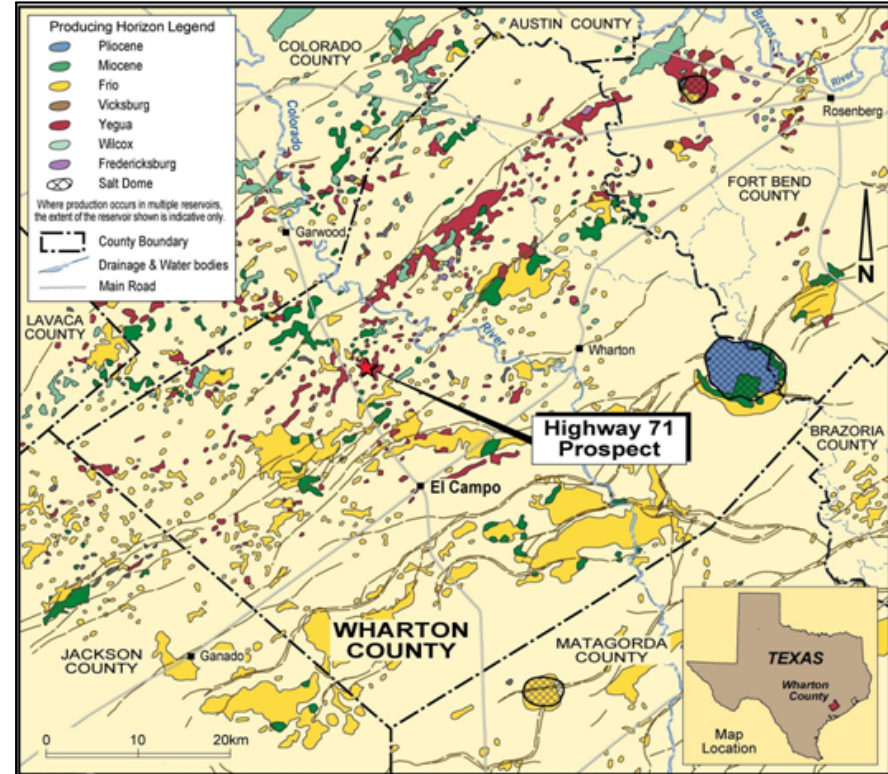 Producing Horizon Legend
Pliocene
Miocene
Frio
Vicksburg
Yegua
Wilcox
Fredericksburg
Salt Dome
Where production occurs in multiple reservoirs,
the extent of the reservoir shown is indicative only.
County Boundary
Drainage & Water bodies
Main Road
AUSTIN COUNTY
COLORADO
COUNTY
Brazos
River
Rosenberg
Colorado
FORT BEND
COUNTY
Garwood
N
LAVACA
COUNTY
River
Wharton
Highway 71
Prospect
BRAZORIA
COUNTY
El Campo
WHARTON
COUNTY
JACKSON
COUNTY
Ganado
MATAGORDA
COUNTY
TEXAS
Wharton
County
Map
Location
0 10 20km